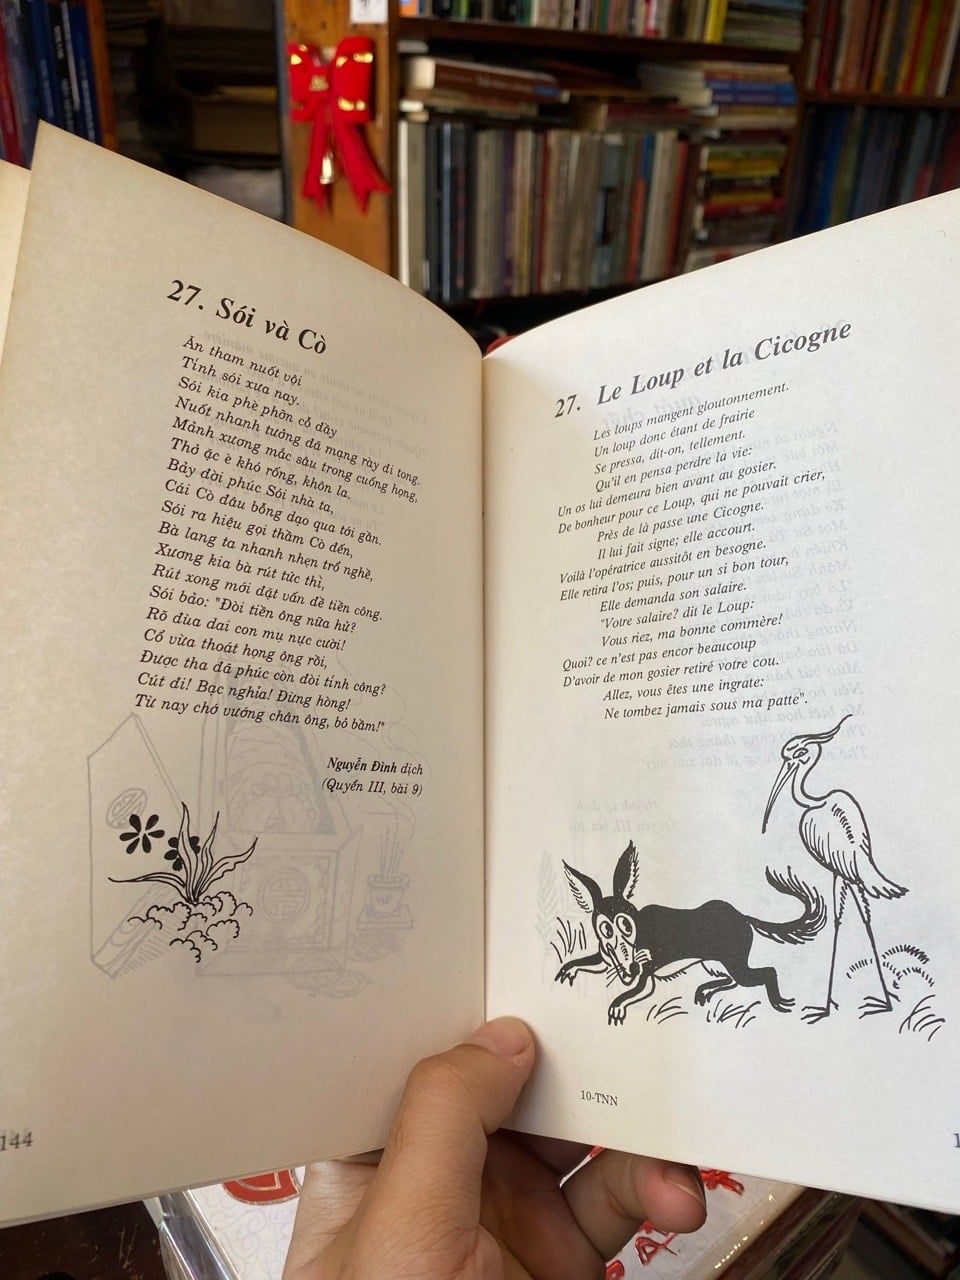 27. Sói và Cò
Ăn tham nuốt vội
Tính sói xưa nay.
Sói kia phè phỡn cỗ đầy
Nuốt nhanh tưởng đã mạng rày đi tong.
Mảnh xương mắc sâu trong cuống họng,
Thở ặc è khó rống, khôn la.
Bảy đời phúc Sói nhà ta,
Cái Cò đâu bỗng dạo qua tới gần.
Sói ra hiệu gọi thầm Cò đến,
Bà lang ta nhanh nhẹn trổ nghề,
Xương kia bà rút tức thì,
Rút xong mới đặt vấn đề tiền công.
Sói bảo: "Đòi tiền ông nữa hử?
Rõ đùa dai con mụ nực cười!
Cổ vừa thoát họng ông rồi,
Được tha đã phúc còn đòi tính công?
Cút đi! Bạc nghĩa! Đừng hòng!
Từ nay chớ vướng chân ông, bỏ bằm!"
Nguyễn Đình dịch
(Quyển III, bài 9)
144
27. Le Loup et la Cicogne
Les loups mangent gloutonnement.
Un loup donc étant de frairie
Se pressa, dit-on, tellement.
Qu'il en pensa perdre la vie:
Un os lui demeura bien avant au gosier.
De bonheur pour ce Loup, qui ne pouvait crier,
Près de là passe une Cicogne.
Il lui fait signe; elle accourt.
Voilà l'opératrice aussitôt en besogne.
Elle retira l'os; puis, pour un si bon tour,
Elle demanda son salaire.
"Votre salaire? dit le Loup:
Vous riez, ma bonne commère!
Quoi? ce n'est pas encor beaucoup
D'avoir de mon gosier retiré votre cou.
Allez, vous êtes une ingrate:
Ne tombez jamais sous ma patte".
10-TNN